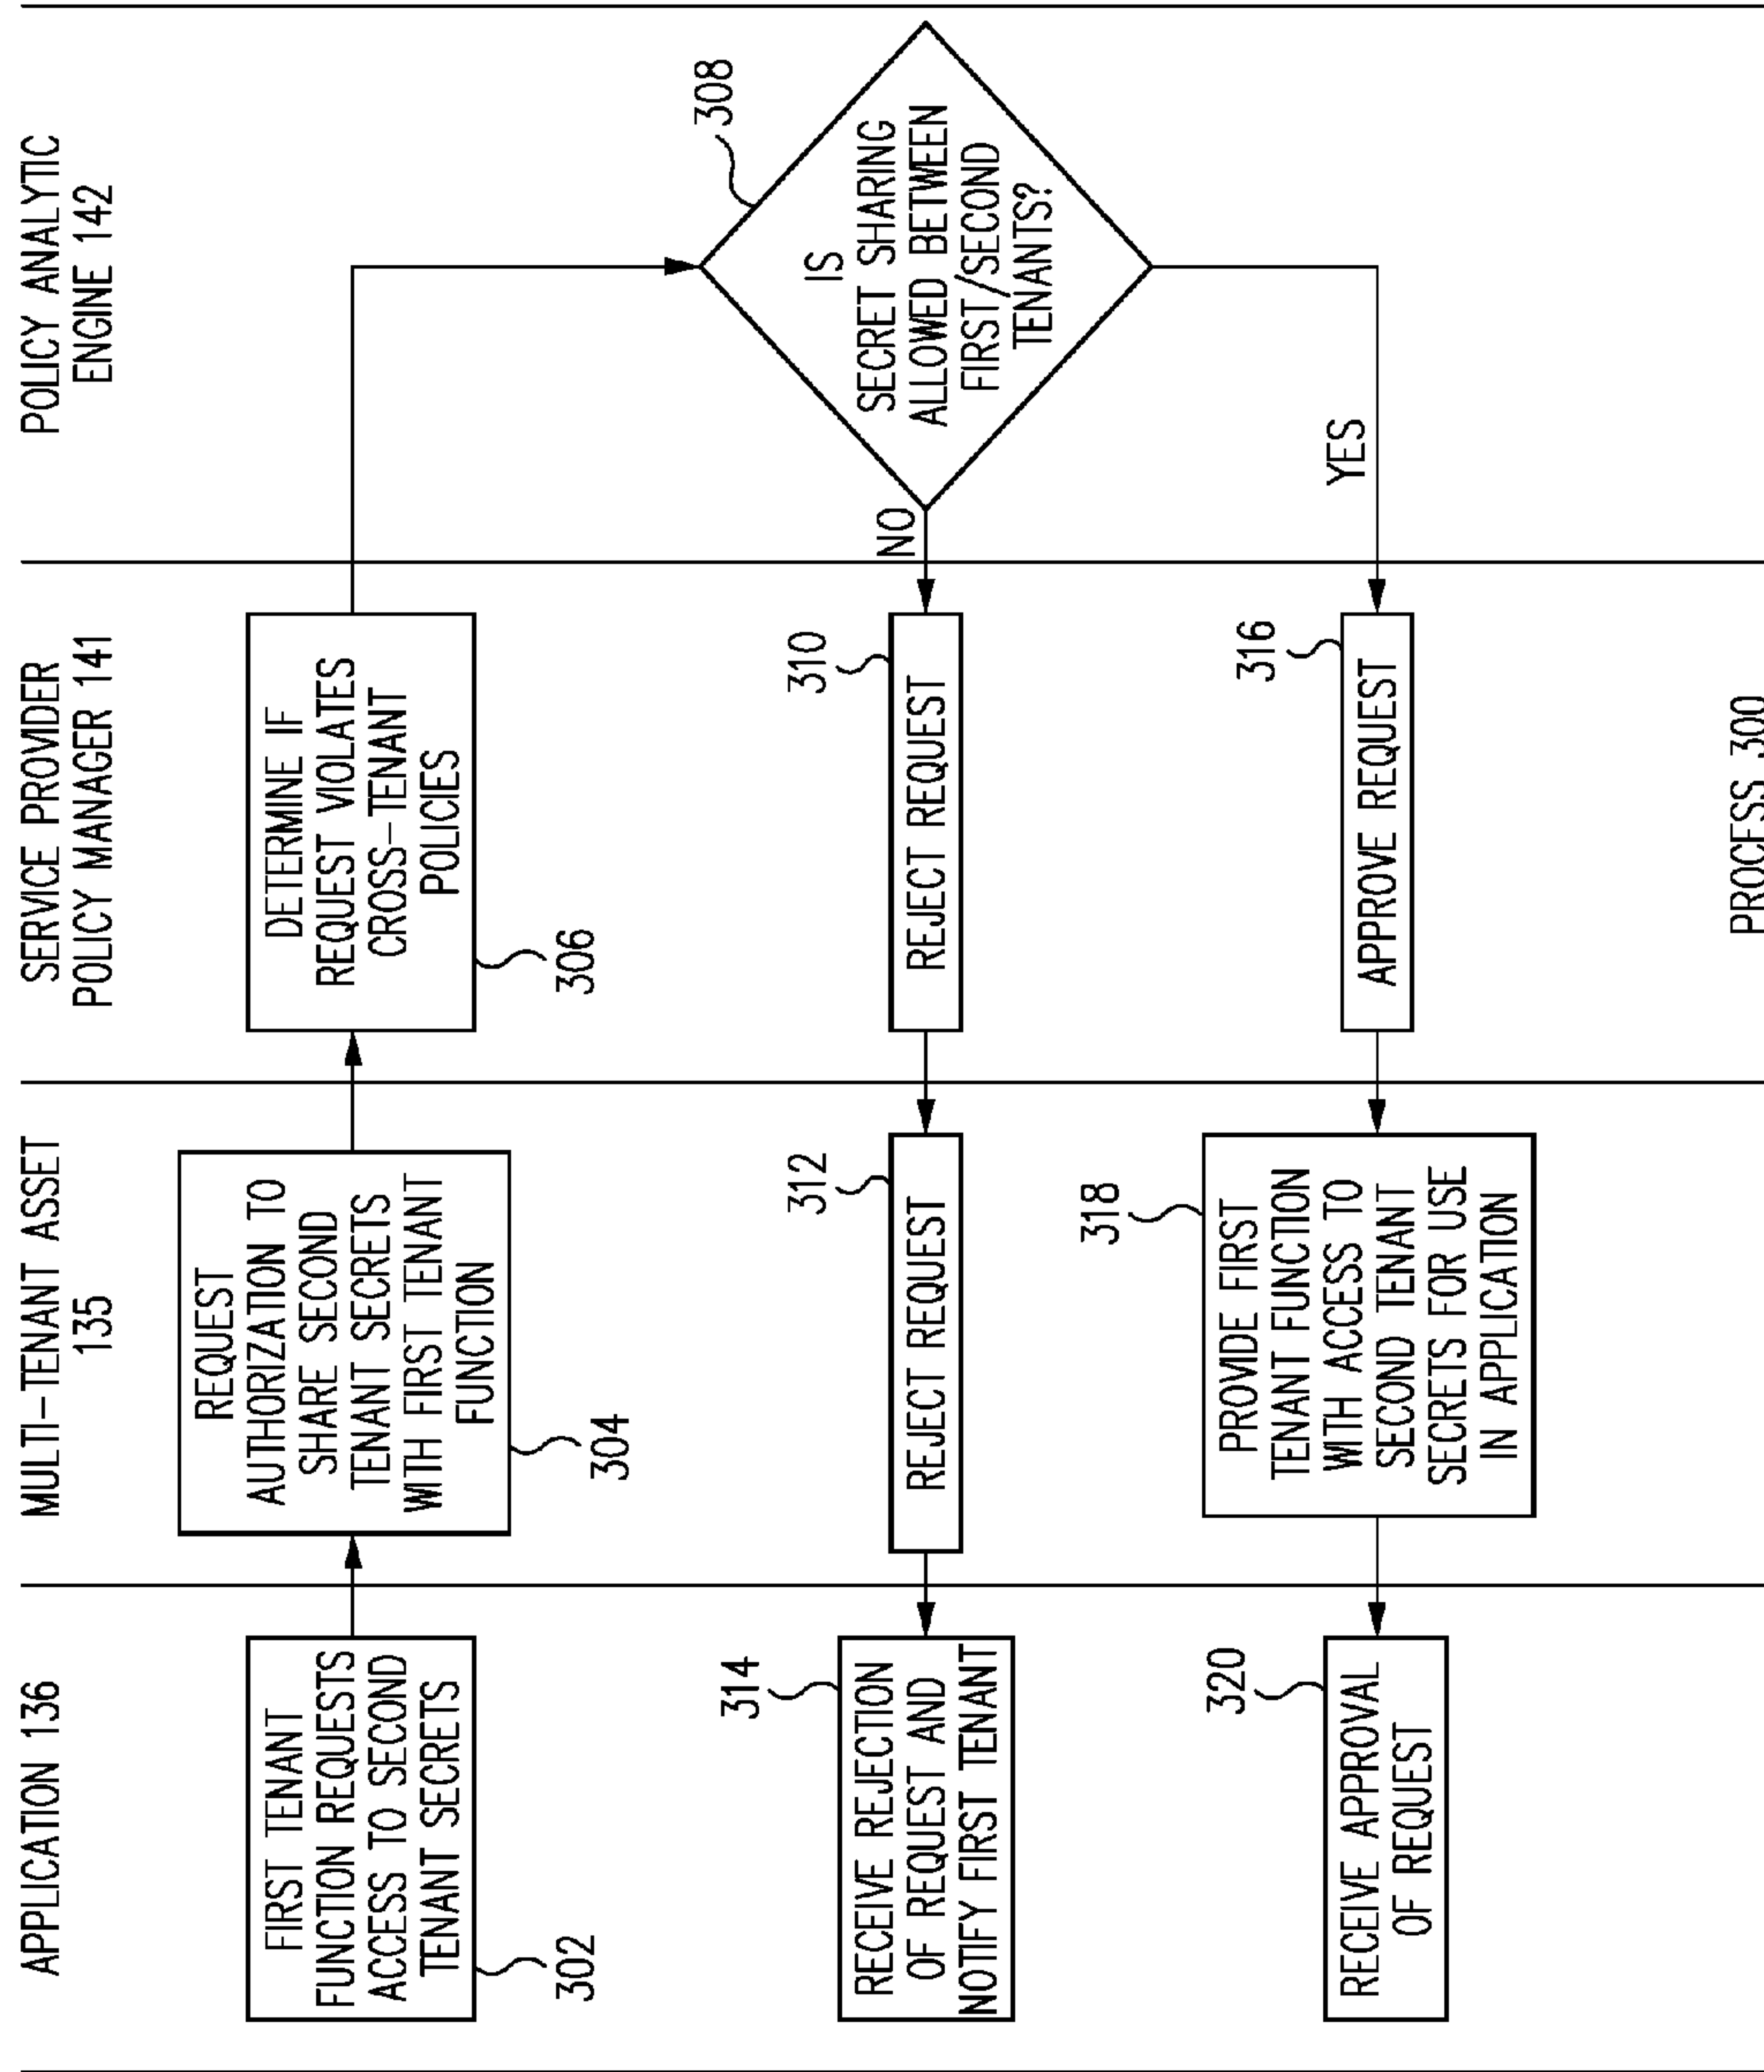 APPLICATION 136
MULTI-TENANT ASSET
135
SERVICE PROVIDER
POLICY MANAGER 141
POLICY ANALYTIC
ENGINE 142
FIRST TENANT
FUNCTION REQUESTS
ACCESS TO SECOND
TENANT SECRETS
302
REQUEST
AUTHORIZATION TO
SHARE SECOND
TENANT SECRETS
WITH FIRST TENANT
FUNCTION
304
DETERMINE IF
REQUEST VIOLATES
CROSS-TENANT
POLICIES
306
308
IS
SECRET SHARING
ALLOWED BETWEEN
FIRST/SECOND
TENANTS?
NO
310
REJECT REQUEST
312
REJECT REQUEST
314
RECEIVE REJECTION
OF REQUEST AND
NOTIFY FIRST TENANT
YES
316
APPROVE REQUEST
318
PROVIDE FIRST
TENANT FUNCTION
WITH ACCESS TO
SECOND TENANT
SECRETS FOR USE
IN APPLICATION
320
RECEIVE APPROVAL
OF REQUEST
PROCESS 300